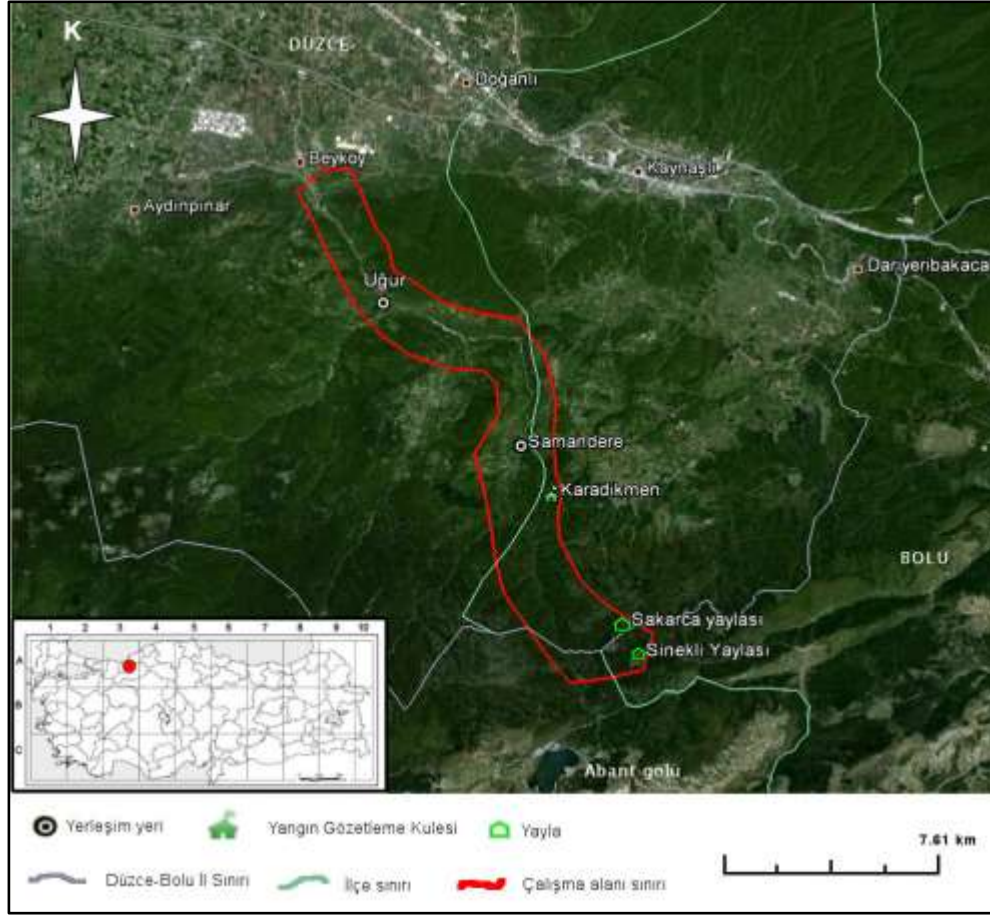 K
DÜZCE
Doğanlı
Beyköy
Kaynaşlı
Aydınpınar
Darıyeribakacak
Uğur
Samandere
Karadikmen
BOLU
Sakarca yaylası
Sinekli Yaylası
Abant gölü
1 2 3 4 5 6 7 8 9 10
A
B
C
Yerleşim yeri
Yangın Gözetleme Kulesi
Yayla
7.61 km
Düzce-Bolu İl Sınırı
İlçe sınırı
Çalışma alanı sınırı